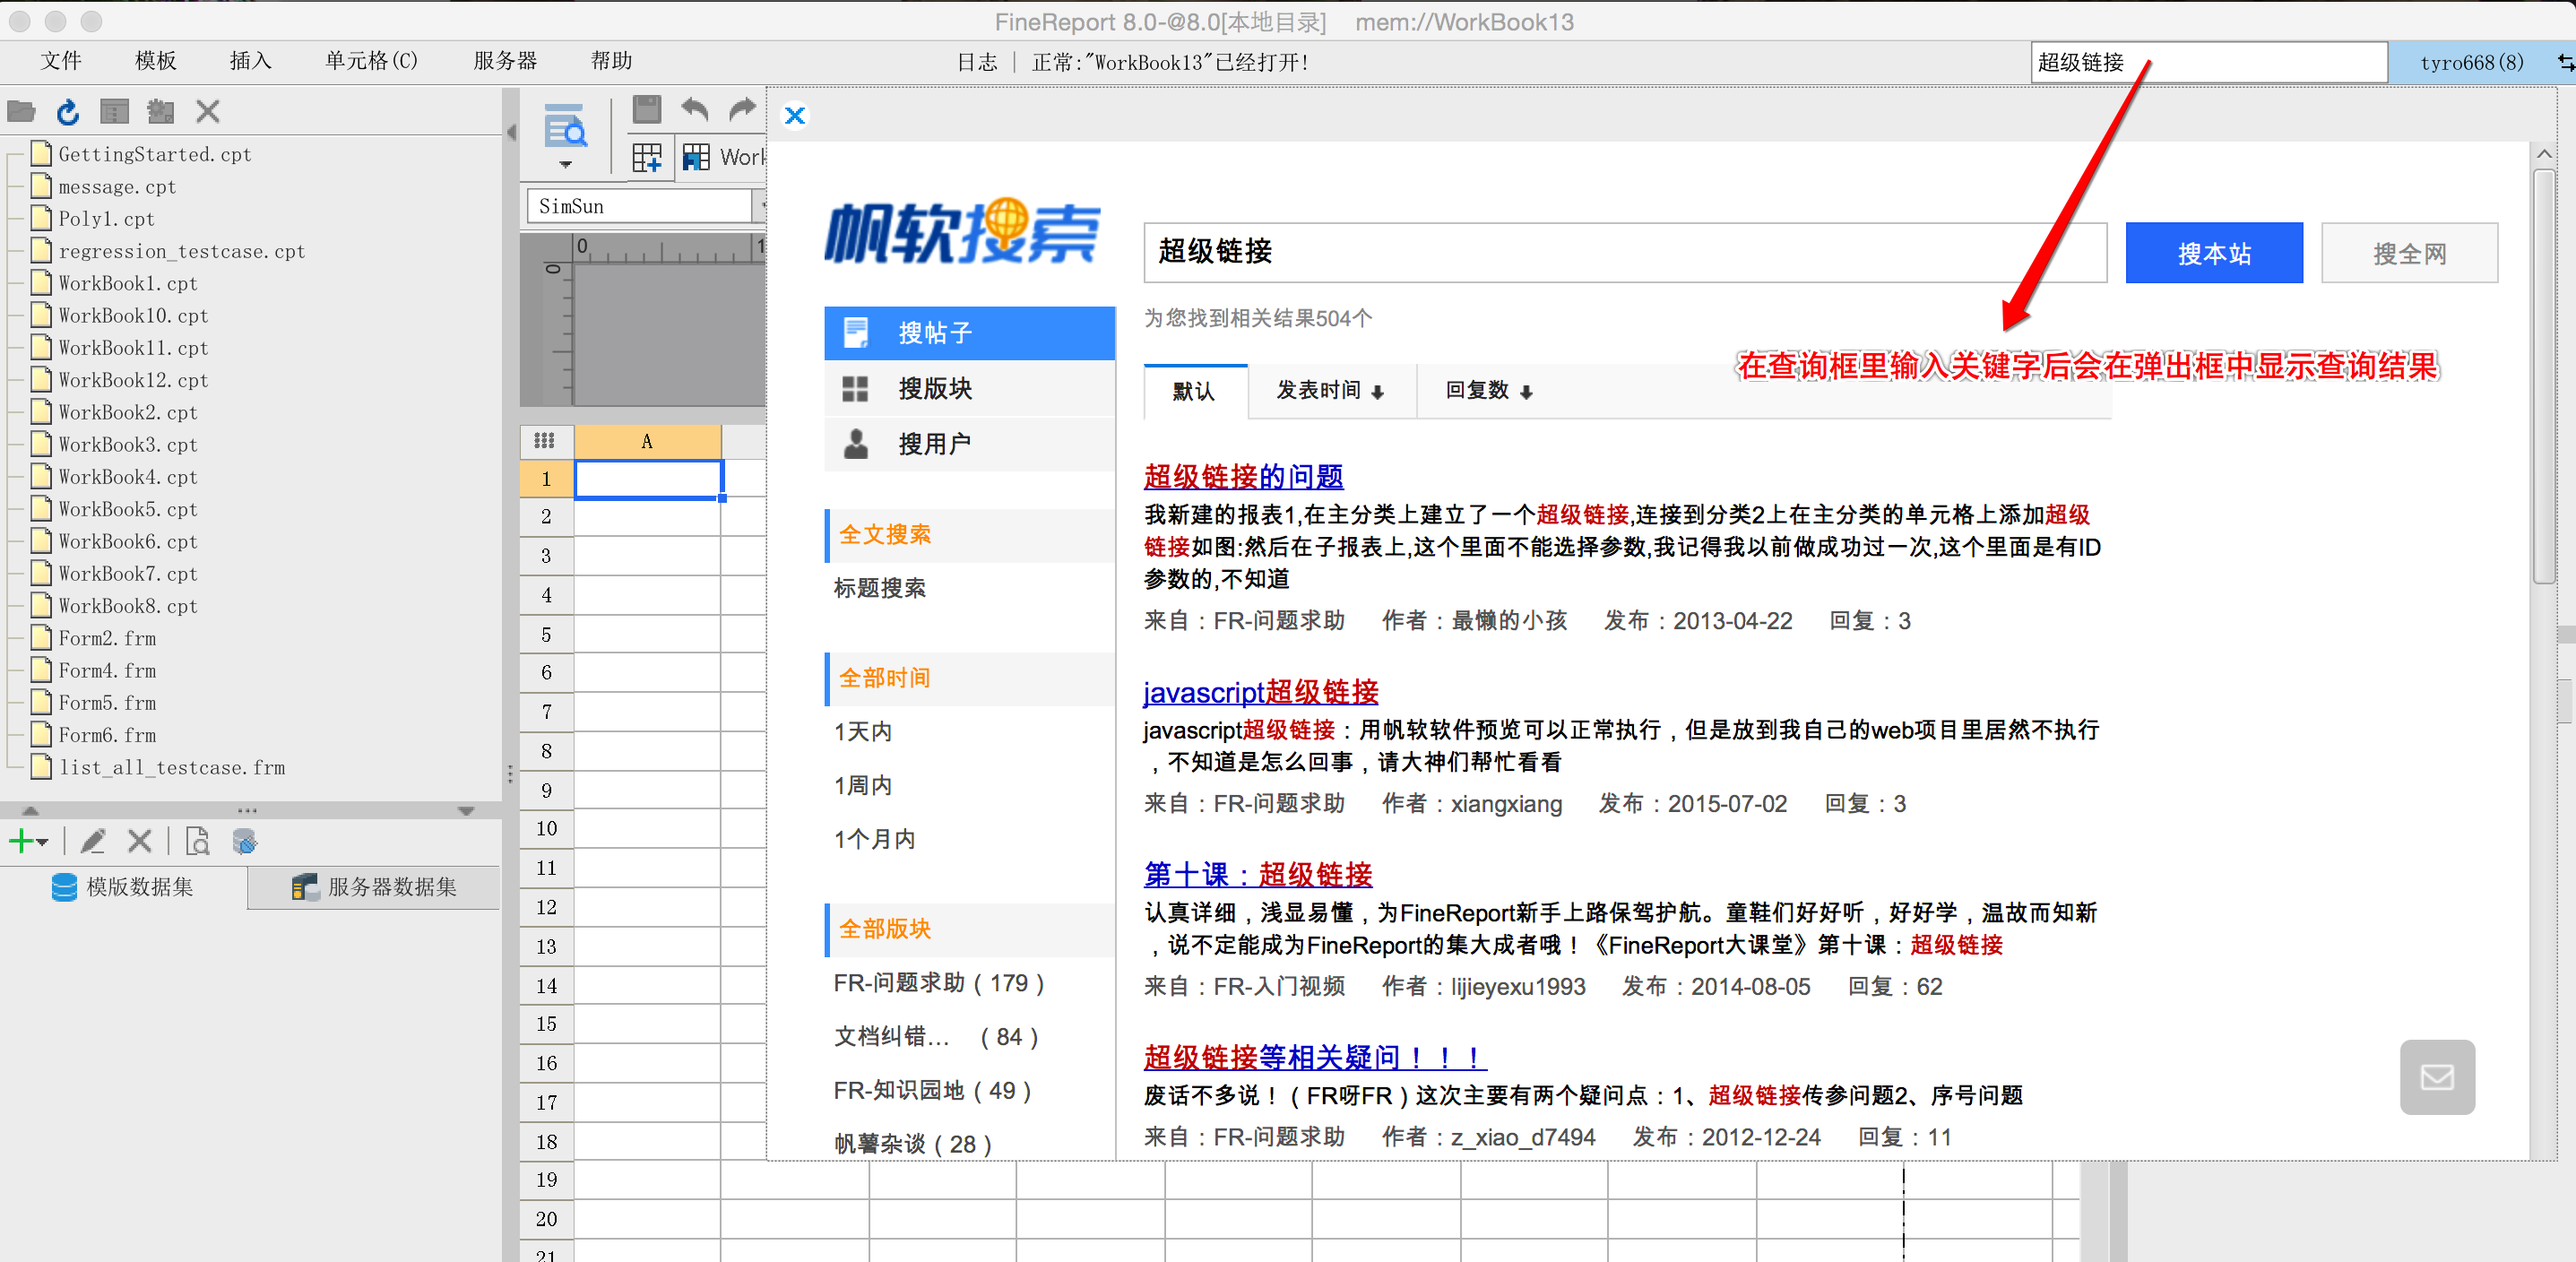 FineReport 8.0-@8.0[本地目录]    mem://WorkBook13
文件 模板 插入 单元格(C) 服务器 帮助
日志 | 正常:"WorkBook13"已经打开!
超级链接
tyro668(8)
GettingStarted.cpt
message.cpt
Poly1.cpt
regression_testcase.cpt
WorkBook1.cpt
WorkBook10.cpt
WorkBook11.cpt
WorkBook12.cpt
WorkBook2.cpt
WorkBook3.cpt
WorkBook4.cpt
WorkBook5.cpt
WorkBook6.cpt
WorkBook7.cpt
WorkBook8.cpt
Form2.frm
Form4.frm
Form5.frm
Form6.frm
list_all_testcase.frm
模版数据集
服务器数据集
Work
SimSun
0 1
0
A
1
2
3
4
5
6
7
8
9
10
11
12
13
14
15
16
17
18
19
20
21
帆软搜索
超级链接
搜本站
搜全网
为您找到相关结果504个
在查询框里输入关键字后会在弹出框中显示查询结果
搜帖子
搜版块
搜用户
全文搜索
标题搜索
全部时间
1天内
1周内
1个月内
全部版块
FR-问题求助 ( 179 )
文档纠错... ( 84 )
FR-知识园地 ( 49 )
帆薯杂谈 ( 28 )
默认 发表时间 回复数
超级链接的问题
我新建的报表1,在主分类上建立了一个超级链接,连接到分类2上在主分类的单元格上添加超级
链接如图:然后在子报表上,这个里面不能选择参数,我记得我以前做成功过一次,这个里面是有ID
参数的,不知道
来自：FR-问题求助 作者：最懒的小孩 发布：2013-04-22 回复：3
javascript超级链接
javascript超级链接：用帆软软件预览可以正常执行，但是放到我自己的web项目里居然不执行
，不知道是怎么回事，请大神们帮忙看看
来自：FR-问题求助 作者：xiangxiang 发布：2015-07-02 回复：3
第十课：超级链接
认真详细，浅显易懂，为FineReport新手上路保驾护航。童鞋们好好听，好好学，温故而知新
，说不定能成为FineReport的集大成者哦！《FineReport大课堂》第十课：超级链接
来自：FR-入门视频 作者：lijieyexu1993 发布：2014-08-05 回复：62
超级链接等相关疑问！！！
废话不多说！（FR呀FR）这次主要有两个疑问点：1、超级链接传参问题2、序号问题
来自：FR-问题求助 作者：z_xiao_d7494 发布：2012-12-24 回复：11